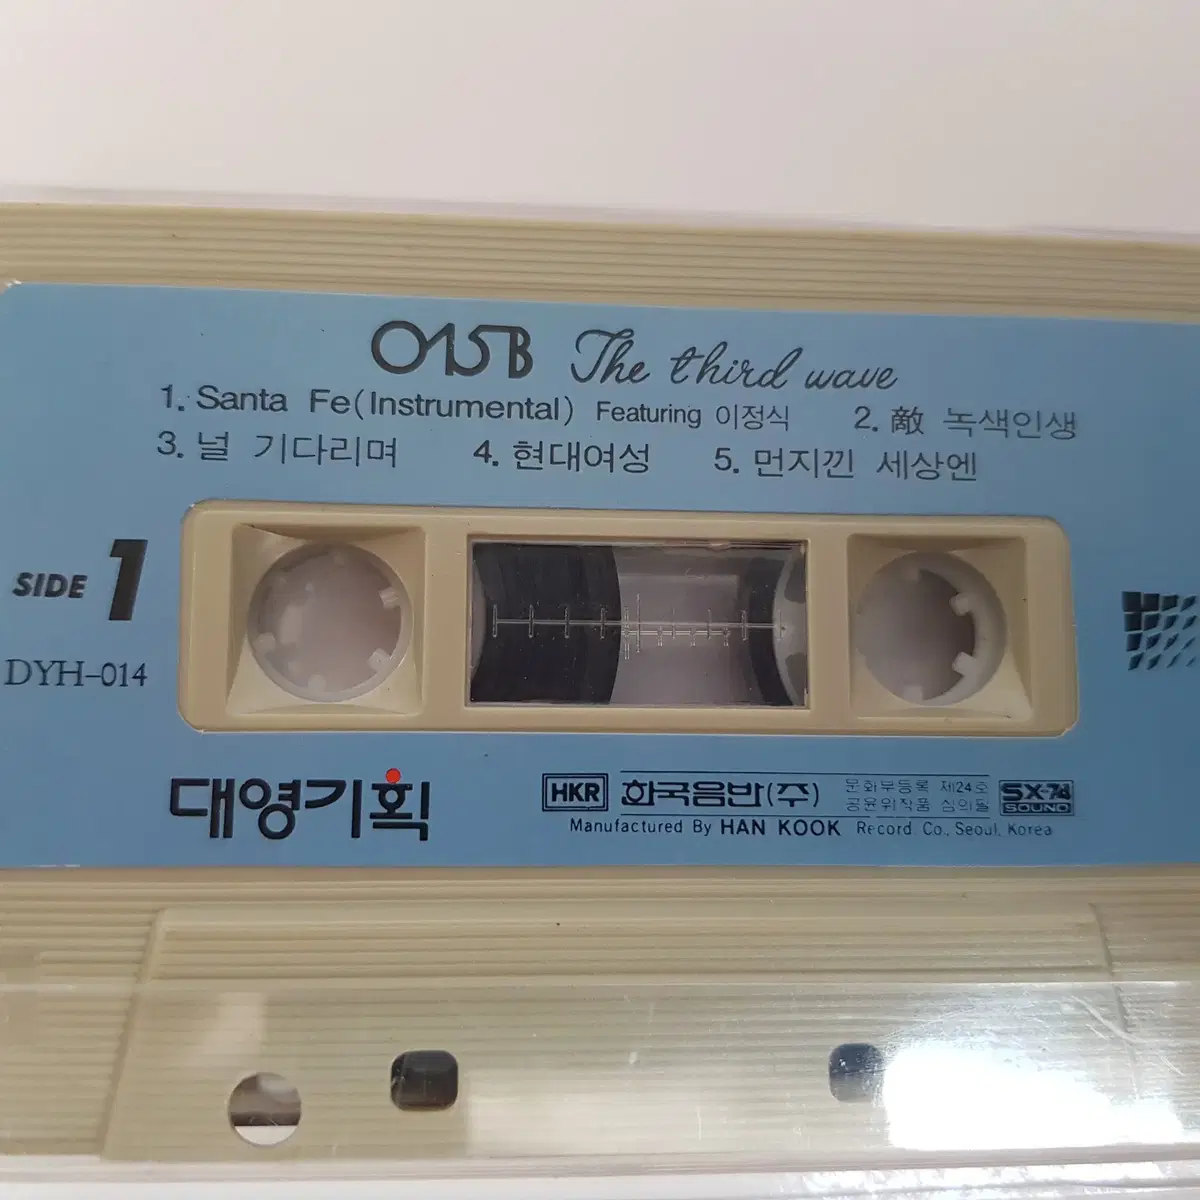 015B The third wave
1. Santa Fe(Instrumental) Featuring 이정식 2. 敵 녹색인생
3. 널 기다리며 4. 현대여성 5. 먼지낀 세상엔
SIDE 1
DYH-014
대영기획
HKR 한국음반(주) 문화부등록 제24호 SX-74
공윤위작품 심의필 SOUND
Manufactured By HAN KOOK Record. Co., Seoul, Korea